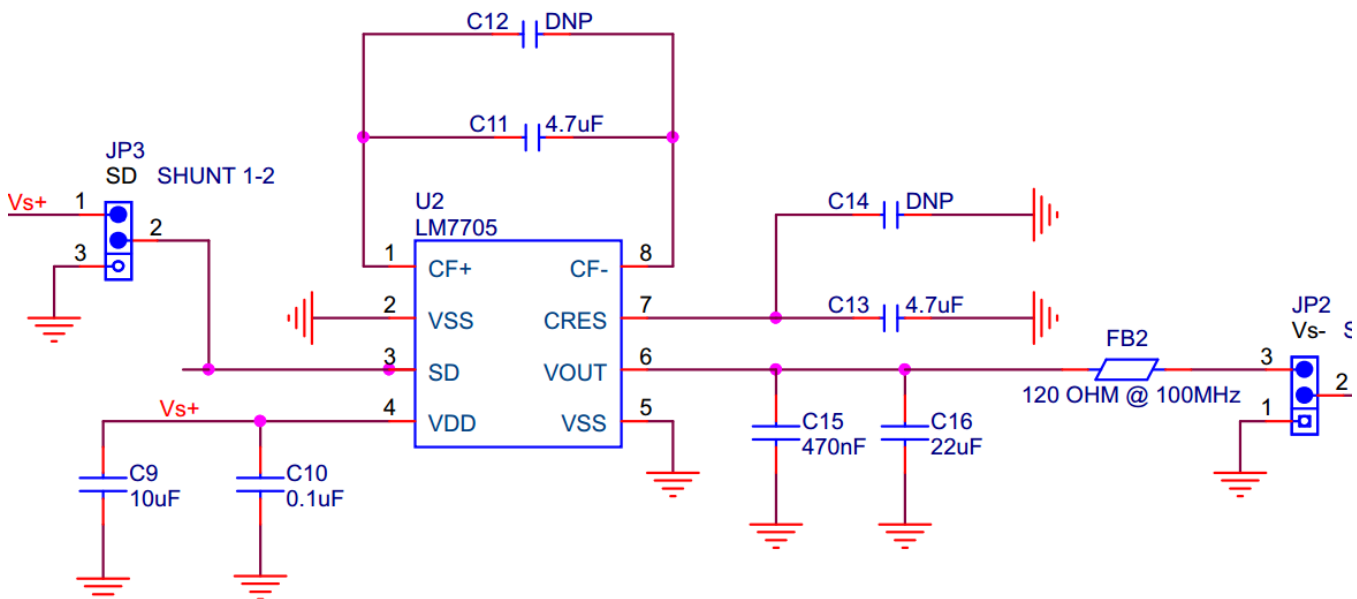 C12 DNP
C11 4.7uF
JP3
SD SHUNT 1-2
Vs+ 1
2
3
U2
LM7705
1 CF+ CF- 8
2 VSS CRES 7
3 SD VOUT 6
4 VDD VSS 5
C14 DNP
C13 4.7uF
JP2
Vs- S
FB2
120 OHM @ 100MHz
3
2
1
Vs+
C9
10uF
C10
0.1uF
C15
470nF
C16
22uF